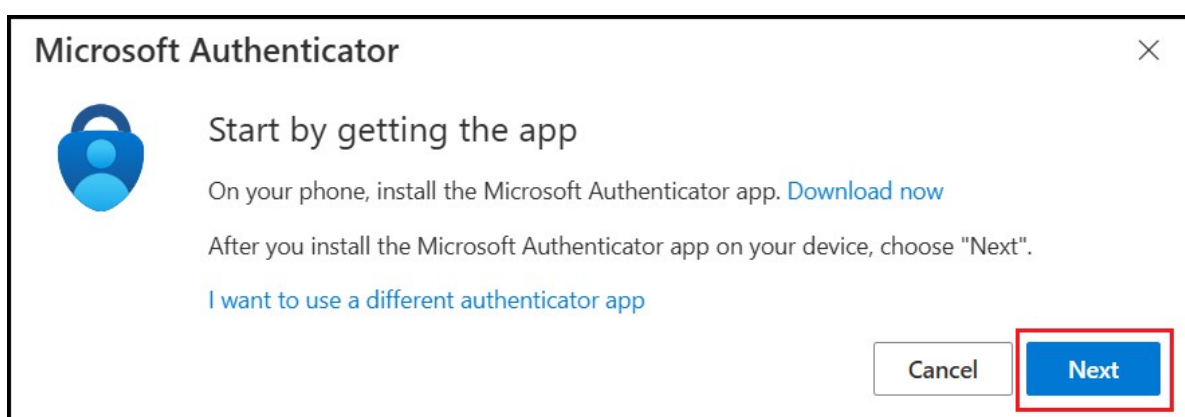 Microsoft Authenticator
Start by getting the app
On your phone, install the Microsoft Authenticator app. Download now
After you install the Microsoft Authenticator app on your device, choose "Next".
I want to use a different authenticator app
Cancel Next